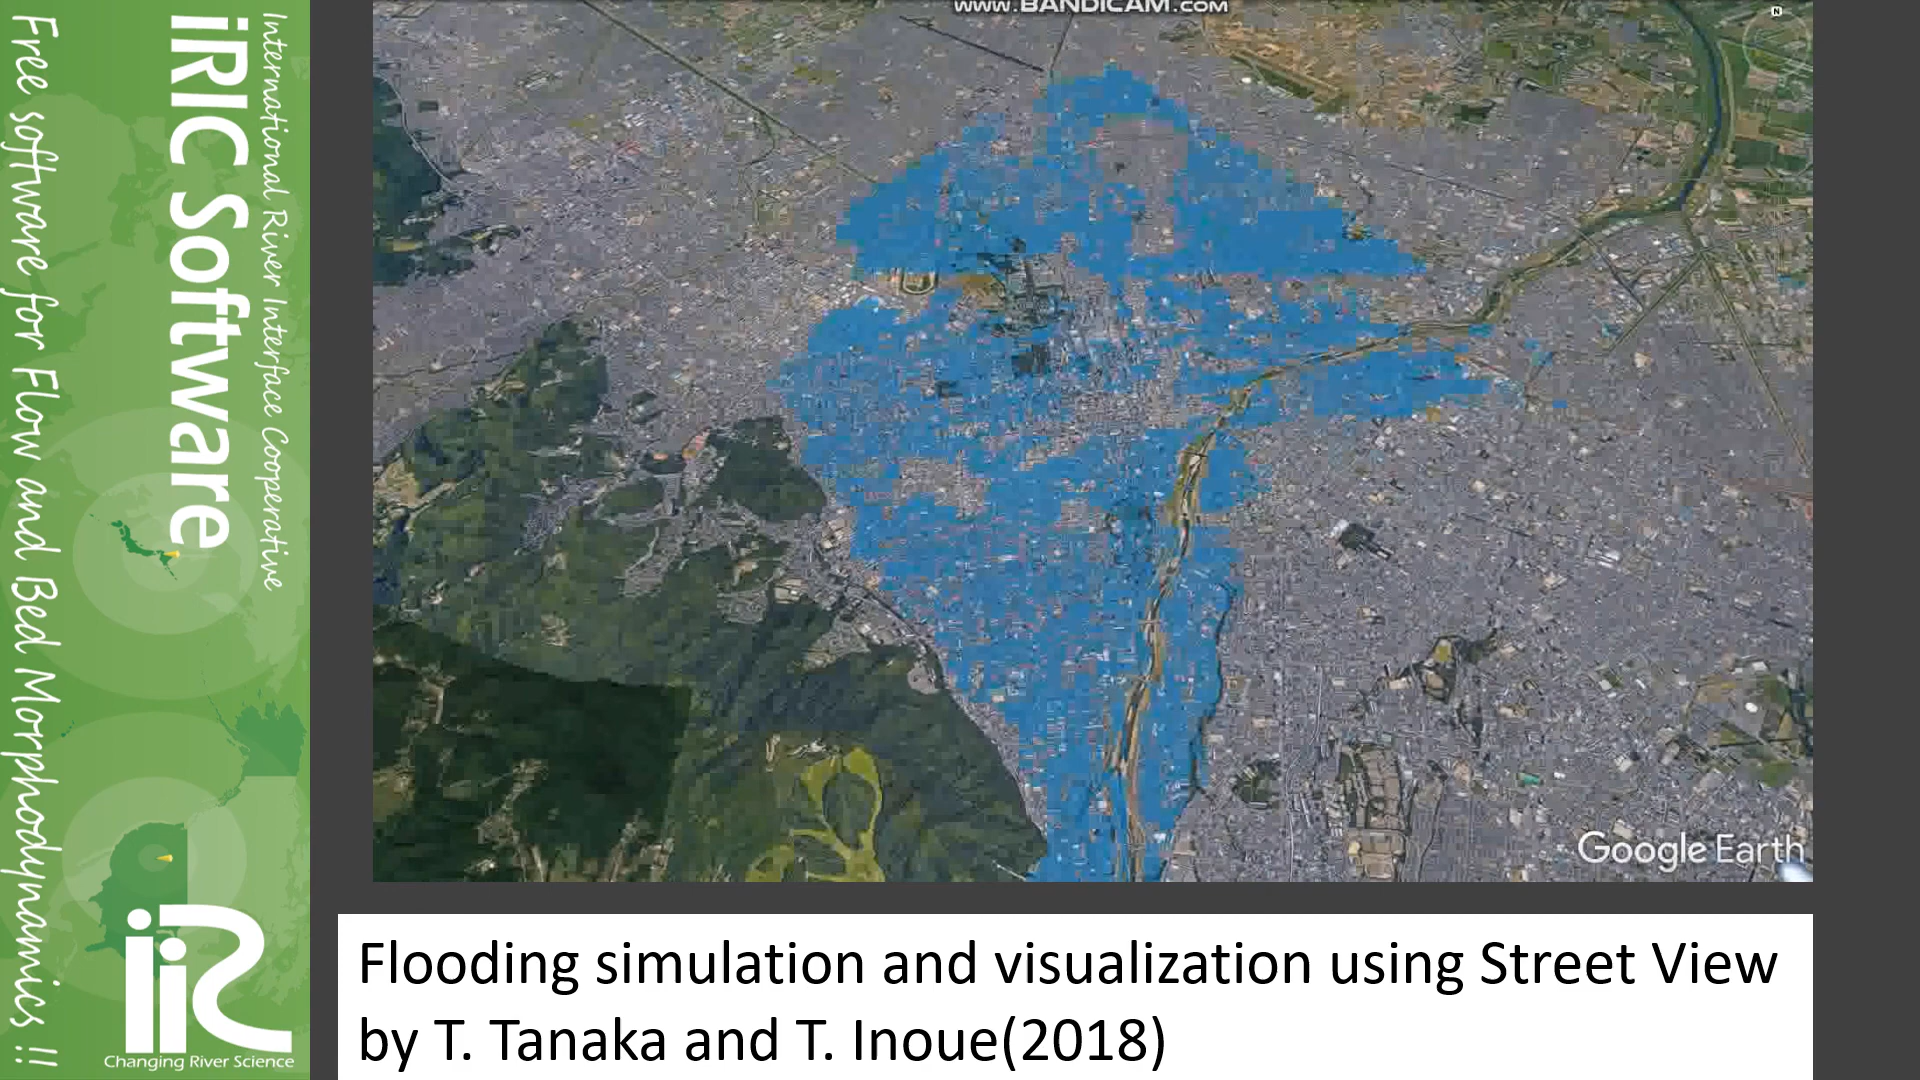 www.BANDICAM.com
N
International River Interface Cooperative
iRIC Software
Free software for Flow and Bed Morphodynamics !!
iRIC
Changing River Science
Google Earth
Flooding simulation and visualization using Street View
by T. Tanaka and T. Inoue(2018)